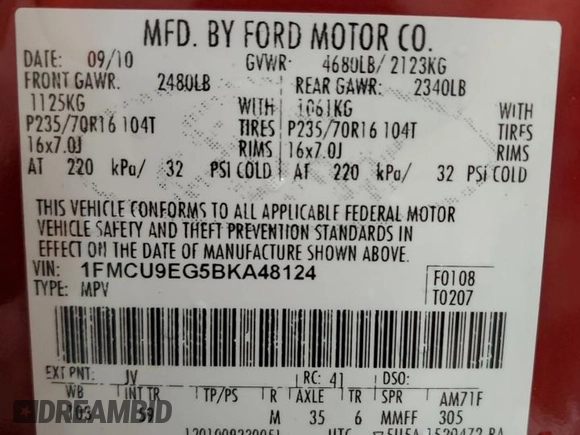 MFD. BY FORD MOTOR CO.
DATE: 09/10 GVWR: 4680LB/ 2123KG
FRONT GAWR: 2480LB REAR GAWR: 2340LB
1125KG WITH 1061KG WITH
P235/70R16 104T TIRES P235/70R16 104T TIRES
16x7.0J RIMS 16x7.0J RIMS
AT 220 kPa/ 32 PSI COLD AT 220 kPa/ 32 PSI COLD
THIS VEHICLE CONFORMS TO ALL APPLICABLE FEDERAL MOTOR
VEHICLE SAFETY AND THEFT PREVENTION STANDARDS IN
EFFECT ON THE DATE OF MANUFACTURE SHOWN ABOVE.
VIN: 1FMCU9EG5BKA48124 F0108
TYPE: MPV T0207
EXT PNT: JV RC: 41 DSO:
WB INT TR TP/PS R AXLE TR SPR AM71F
103 M 35 6 MMFF 305
UTC
DREAMBID